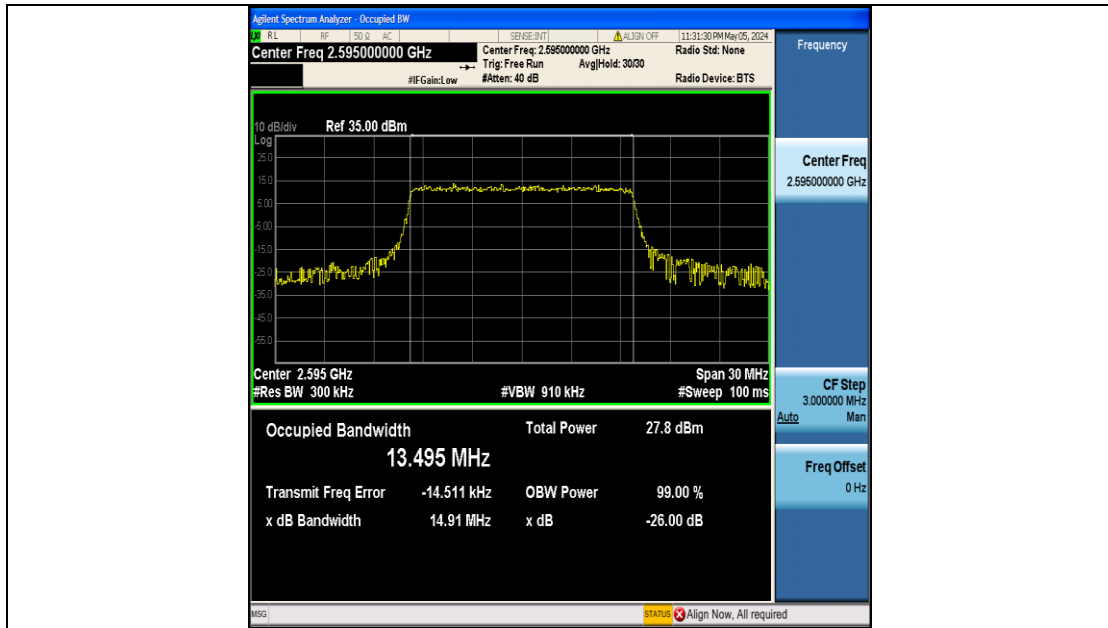 Agilent Spectrum Analyzer - Occupied BW
RL RF 50 Ω AC SENSE:INT ALIGN OFF 11:31:30 PM May 05, 2024
Center Freq 2.595000000 GHz
Center Freq: 2.595000000 GHz
Radio Std: None
Trig: Free Run
Avg|Hold: 30/30
#IFGain:Low
#Atten: 40 dB
Radio Device: BTS
10 dB/div
Ref 35.00 dBm
Log
25.0
15.0
5.00
-5.00
-15.0
-25.0
-35.0
-45.0
-55.0
Center 2.595 GHz
Span 30 MHz
#Res BW 300 kHz
#VBW 910 kHz
#Sweep 100 ms
Occupied Bandwidth
Total Power 27.8 dBm
13.495 MHz
Transmit Freq Error -14.511 kHz
OBW Power 99.00 %
x dB Bandwidth 14.91 MHz
x dB -26.00 dB
Frequency
Center Freq
2.595000000 GHz
CF Step
3.000000 MHz
Auto Man
Freq Offset
0 Hz
MSG
STATUS Align Now, All required